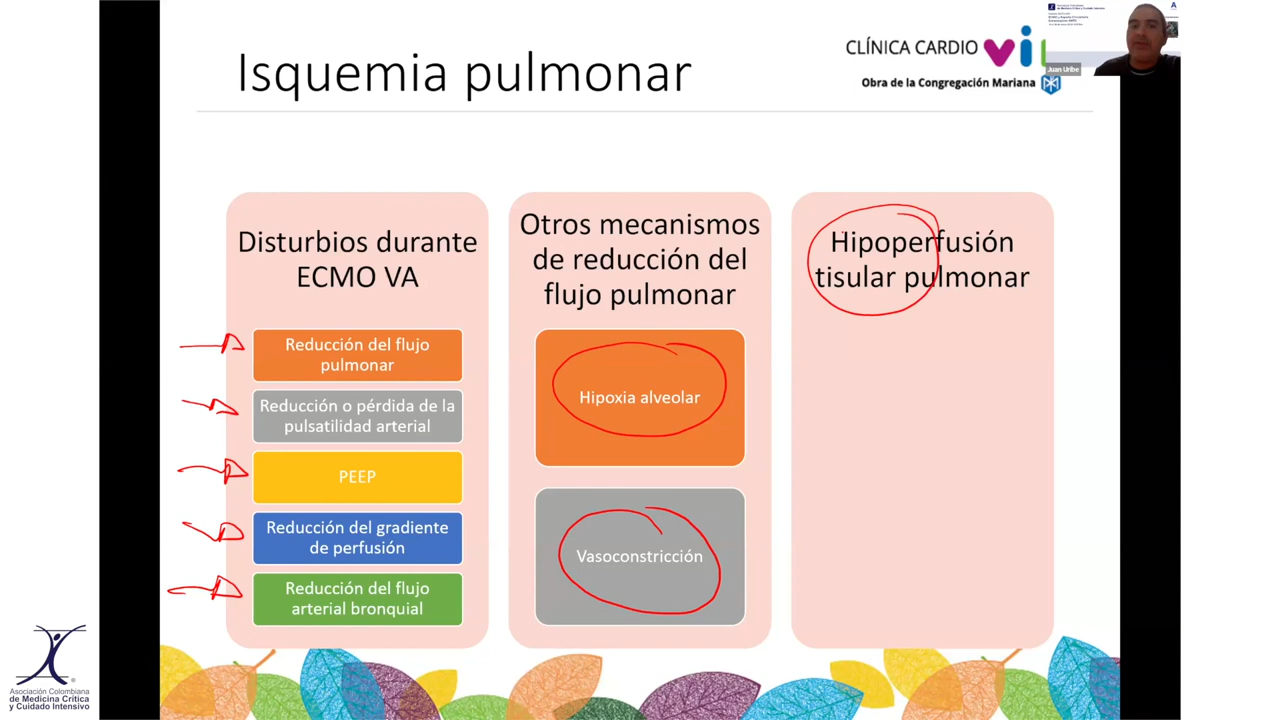 Isquemia pulmonar
CLÍNICA CARDIO
Obra de la Congregación Mariana
Juan Uribe
Disturbios durante
ECMO VA
Reducción del flujo
pulmonar
Reducción o pérdida de la
pulsatilidad arterial
PEEP
Reducción del gradiente
de perfusión
Reducción del flujo
arterial bronquial
Otros mecanismos
de reducción del
flujo pulmonar
Hipoxia alveolar
Vasoconstricción
Hipoperfusión
tisular pulmonar
Asociación Colombiana
de Medicina Crítica
y Cuidado Intensivo